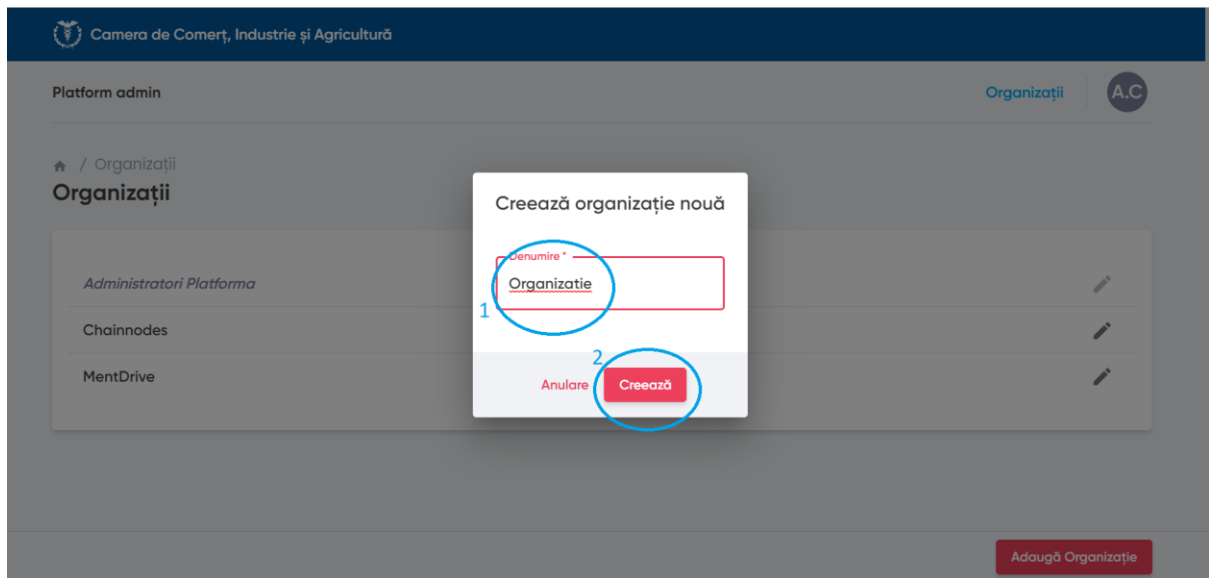 Camera de Comerț, Industrie și Agricultură
Platform admin
Organizații
A.C
/ Organizații
Organizații
Creează organizație nouă
Denumire *
Organizatie
1
Administratori Platforma
Chainnodes
MentDrive
2
Anulare
Creează
Adaugă Organizație